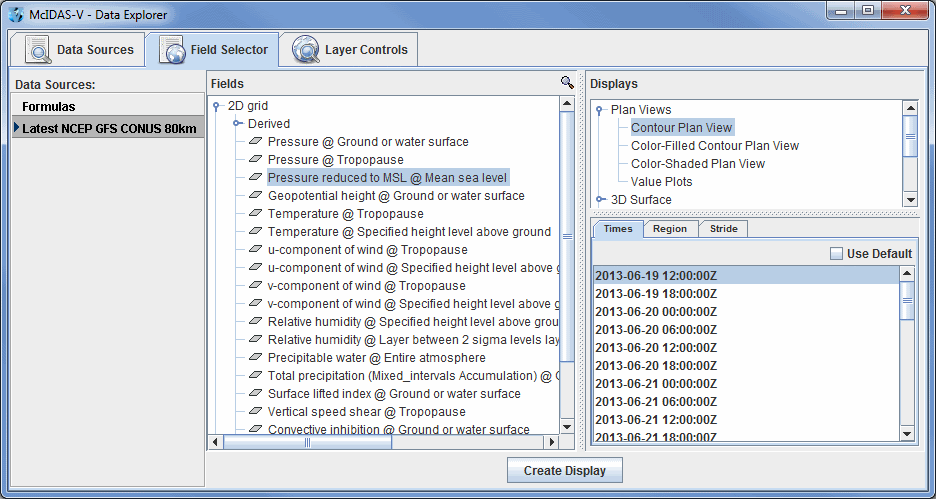 McIDAS-V - Data Explorer
Data Sources
Field Selector
Layer Controls
Data Sources:
Formulas
Latest NCEP GFS CONUS 80km
Fields
2D grid
Derived
Pressure @ Ground or water surface
Pressure @ Tropopause
Pressure reduced to MSL @ Mean sea level
Geopotential height @ Ground or water surface
Temperature @ Tropopause
Temperature @ Specified height level above ground
u-component of wind @ Tropopause
u-component of wind @ Specified height level above g
v-component of wind @ Tropopause
v-component of wind @ Specified height level above g
Relative humidity @ Specified height level above grou
Relative humidity @ Layer between 2 sigma levels lay
Precipitable water @ Entire atmosphere
Total precipitation (Mixed_intervals Accumulation) @ G
Surface lifted index @ Ground or water surface
Vertical speed shear @ Tropopause
Convective inhibition @ Ground or water surface
Displays
Plan Views
Contour Plan View
Color-Filled Contour Plan View
Color-Shaded Plan View
Value Plots
3D Surface
Times
Region
Stride
Use Default
2013-06-19 12:00:00Z
2013-06-19 18:00:00Z
2013-06-20 00:00:00Z
2013-06-20 06:00:00Z
2013-06-20 12:00:00Z
2013-06-20 18:00:00Z
2013-06-21 00:00:00Z
2013-06-21 06:00:00Z
2013-06-21 12:00:00Z
2013-06-21 18:00:00Z
Create Display